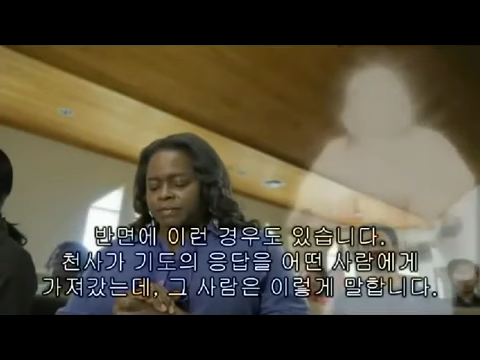 반면에 이런 경우도 있습니다.
천사가 기도의 응답을 어떤 사람에게
가져갔는데, 그 사람은 이렇게 말합니다.